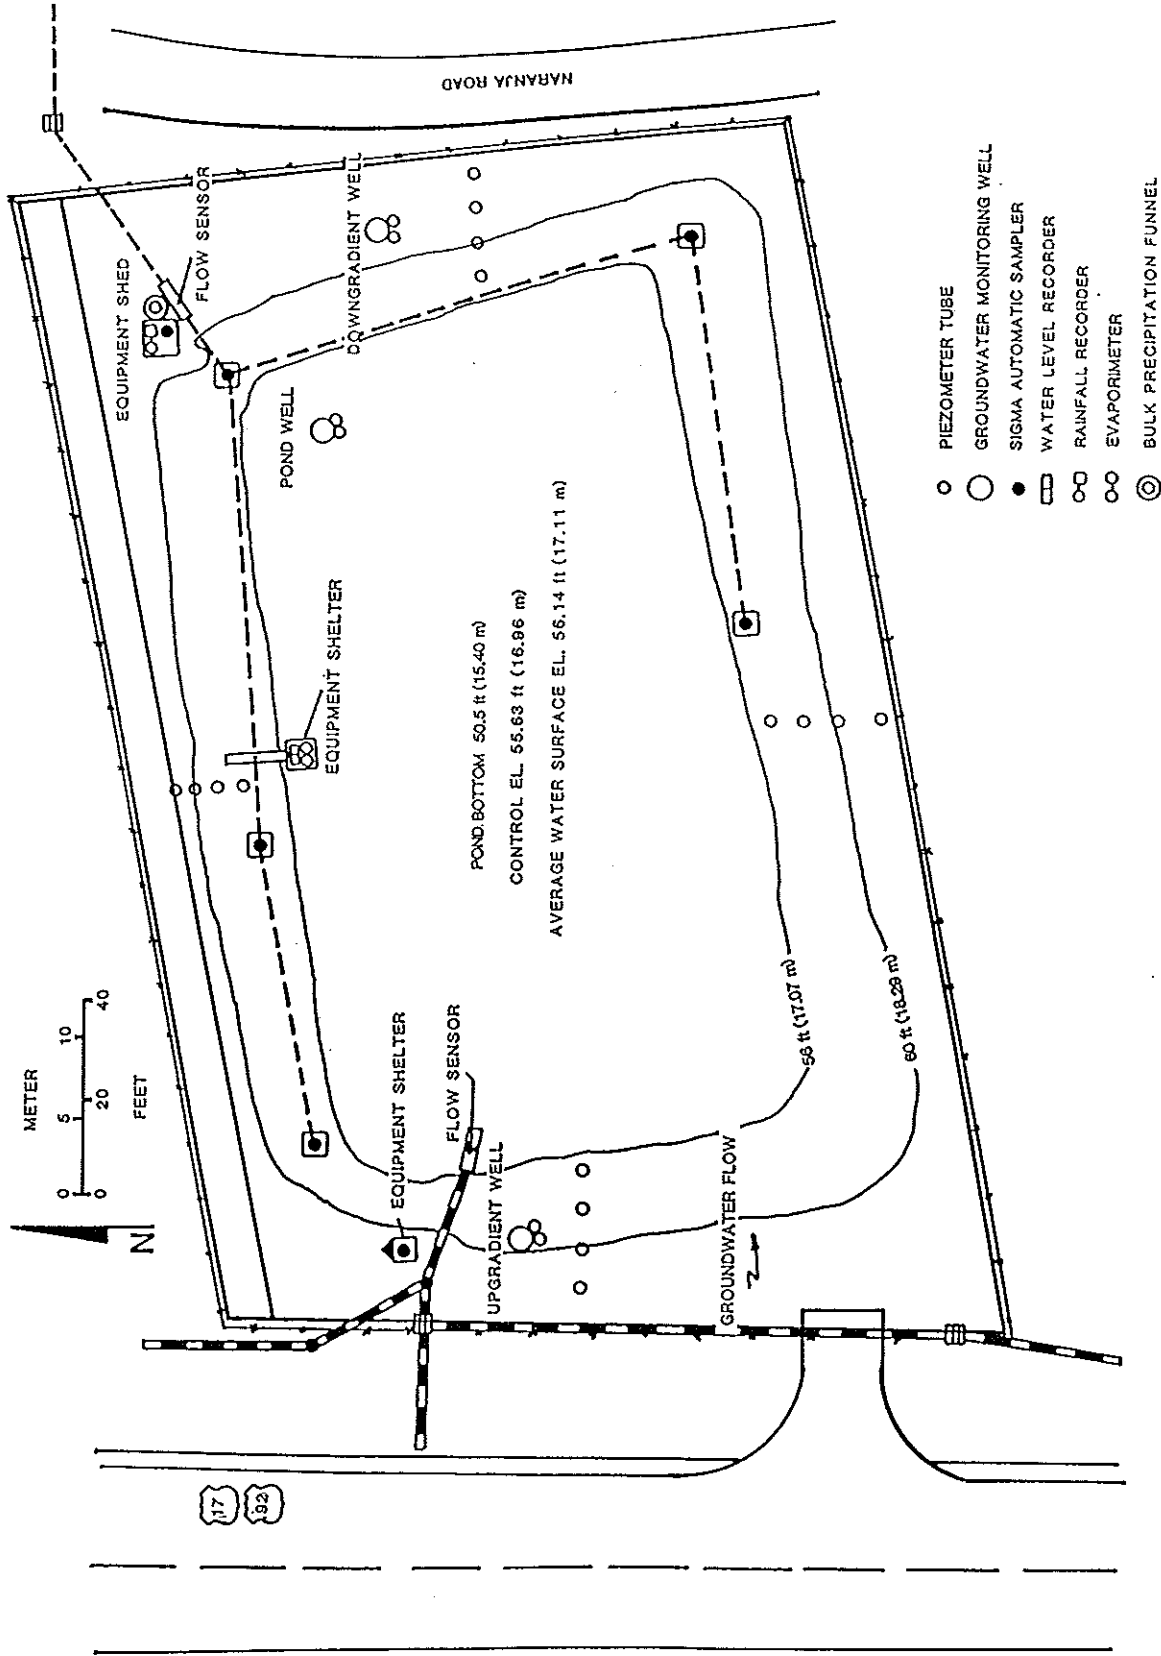 METER
0 5 10
0 20 40
FEET
N
17
92
EQUIPMENT SHED
FLOW SENSOR
NARANJA ROAD
DOWNGRADIENT WELL
POND WELL
EQUIPMENT SHELTER
POND BOTTOM 50.5 ft (15.40 m)
CONTROL EL. 55.63 ft (16.96 m)
AVERAGE WATER SURFACE EL. 56.14 ft (17.11 m)
EQUIPMENT SHELTER
FLOW SENSOR
UPGRADIENT WELL
GROUNDWATER FLOW
56 ft (17.07 m)
60 ft (18.29 m)
PIEZOMETER TUBE
GROUNDWATER MONITORING WELL
SIGMA AUTOMATIC SAMPLER
WATER LEVEL RECORDER
RAINFALL RECORDER
EVAPORIMETER
BULK PRECIPITATION FUNNEL